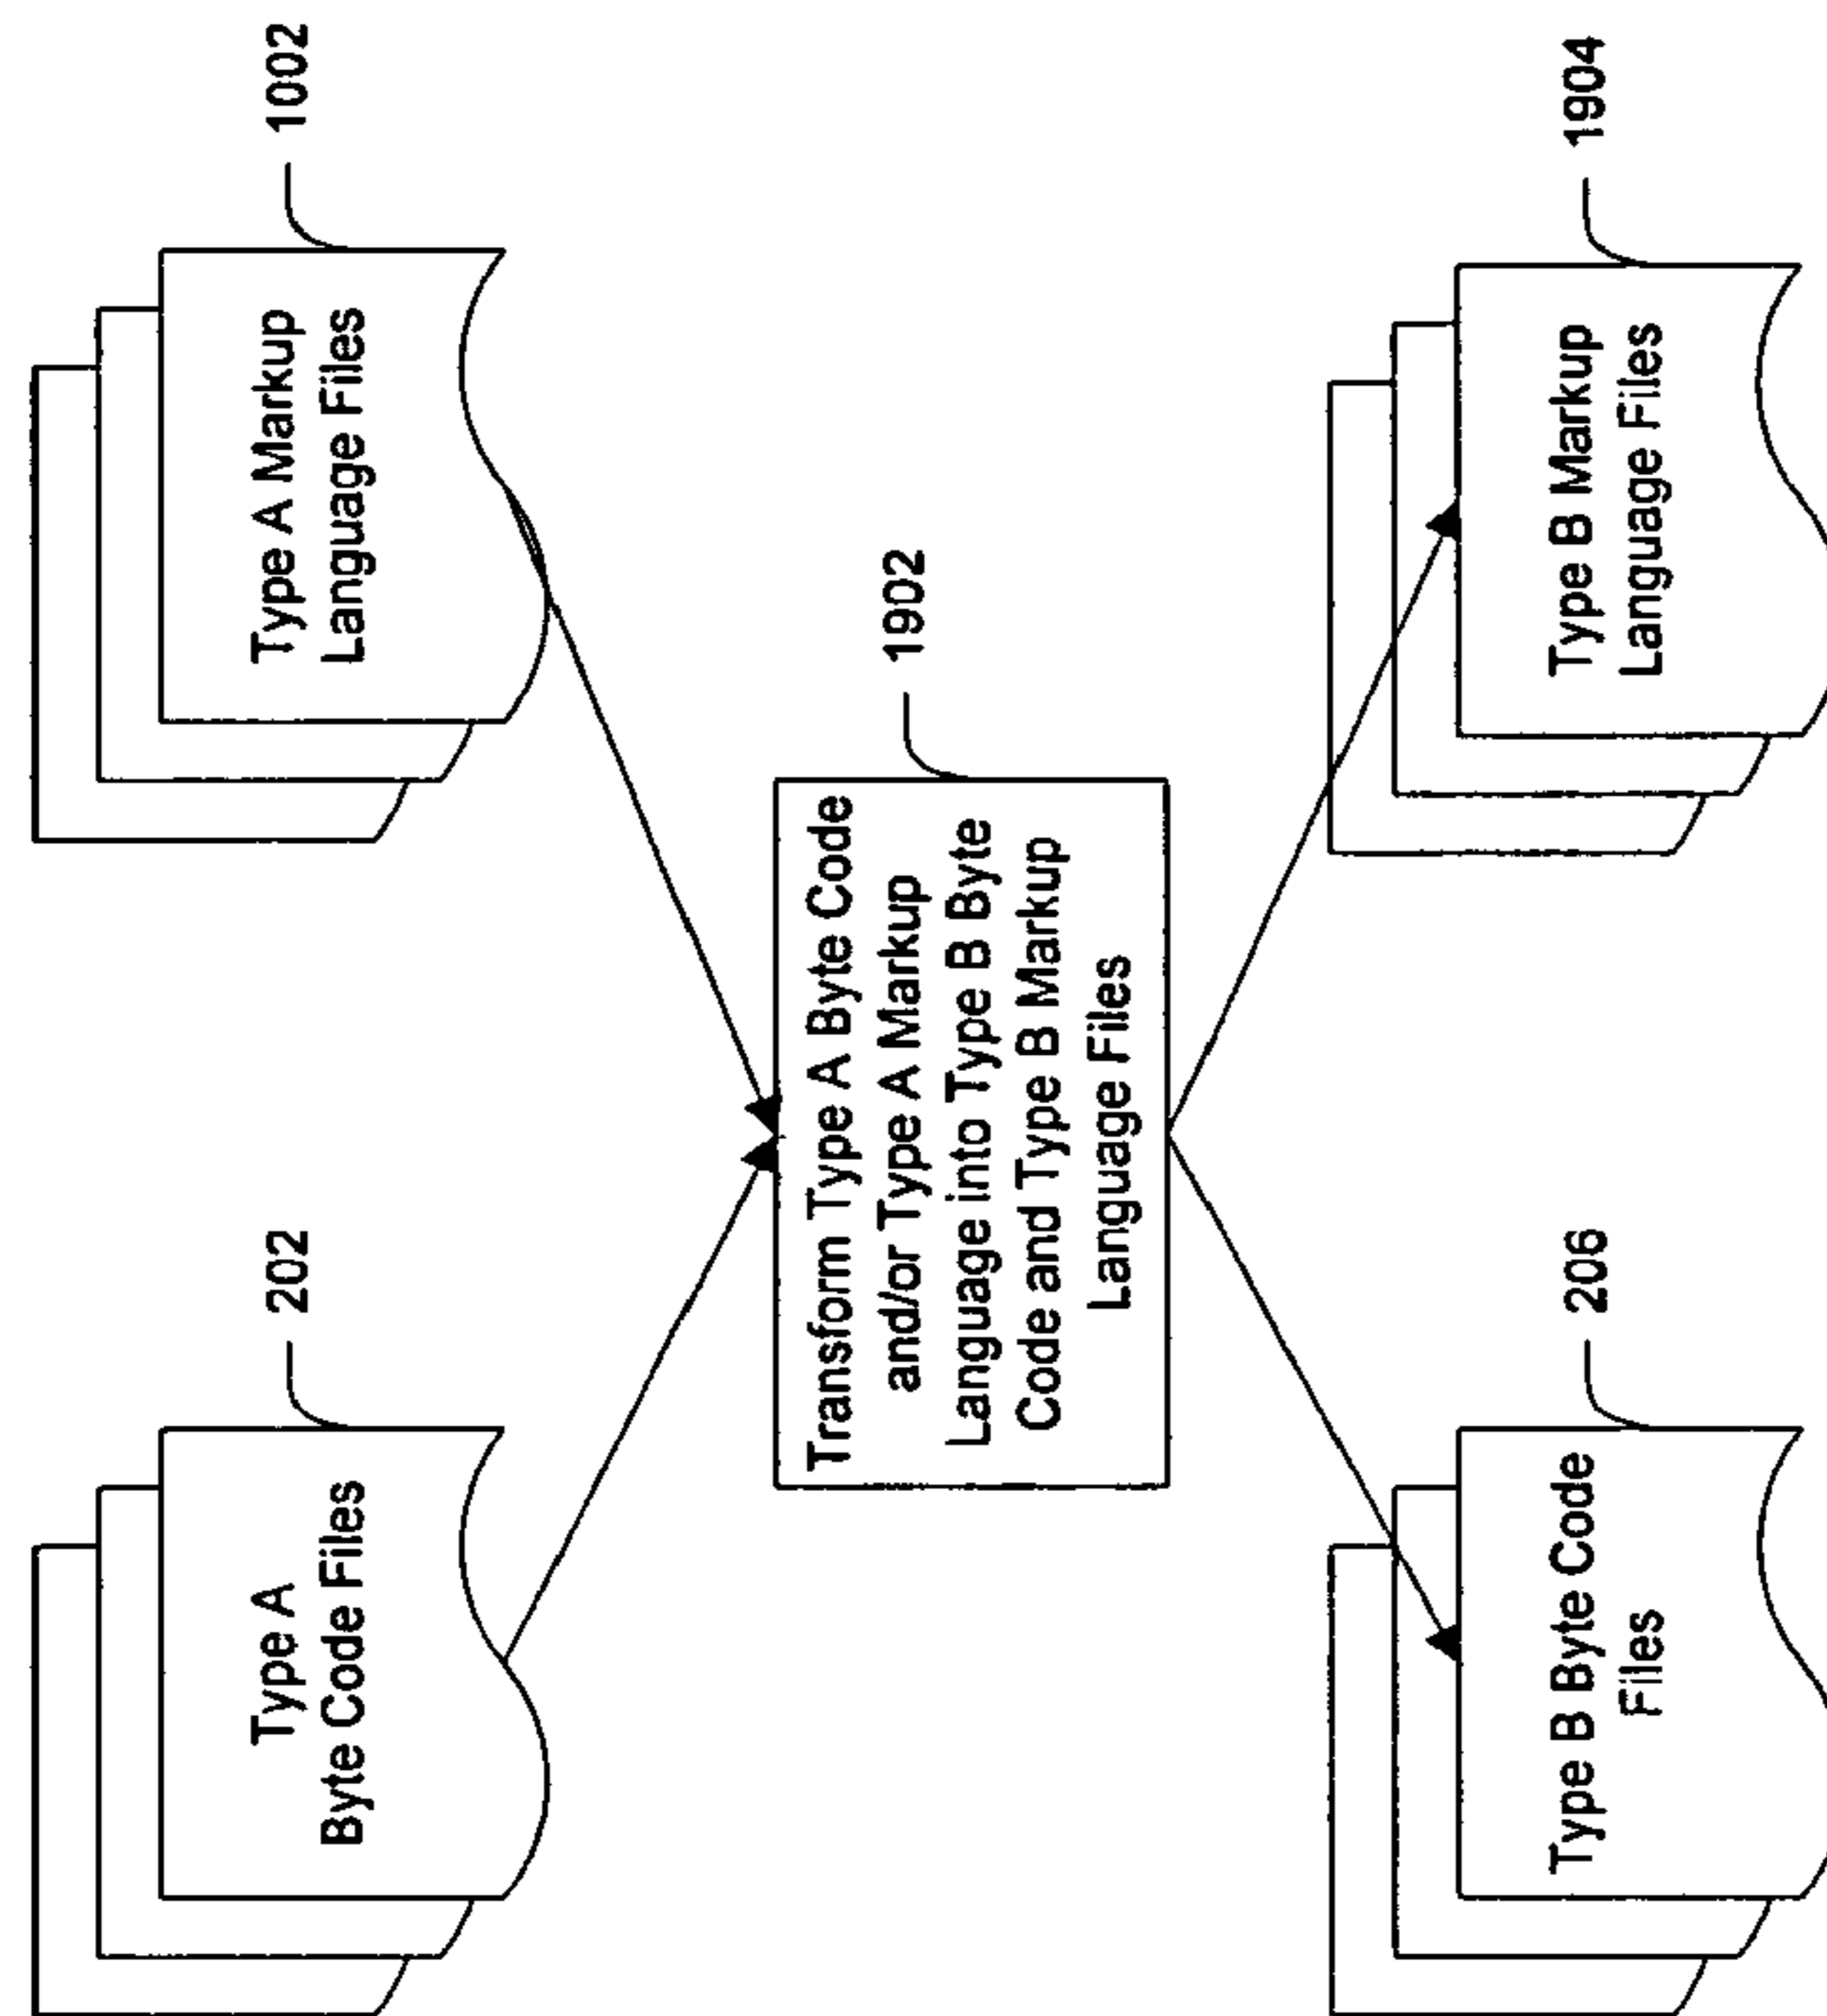 202
Type A
Byte Code Files
1002
Type A Markup
Language Files
1902
Transform Type A Byte Code
and/or Type A Markup
Language into Type B Byte
Code and Type B Markup
Language Files
206
Type B Byte Code
Files
1904
Type B Markup
Language Files